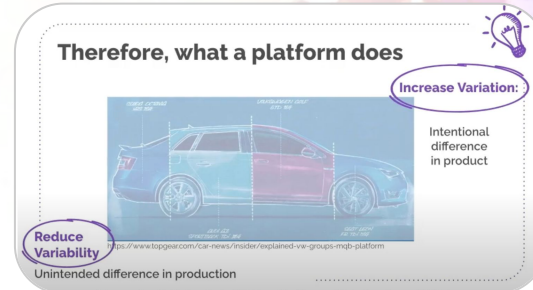 Therefore, what a platform does
Increase Variation:
Intentional
difference
in product
Reduce
Variability
https://www.topgear.com/car-news/insider/explained-vw-groups-mqb-platform
Unintended difference in production